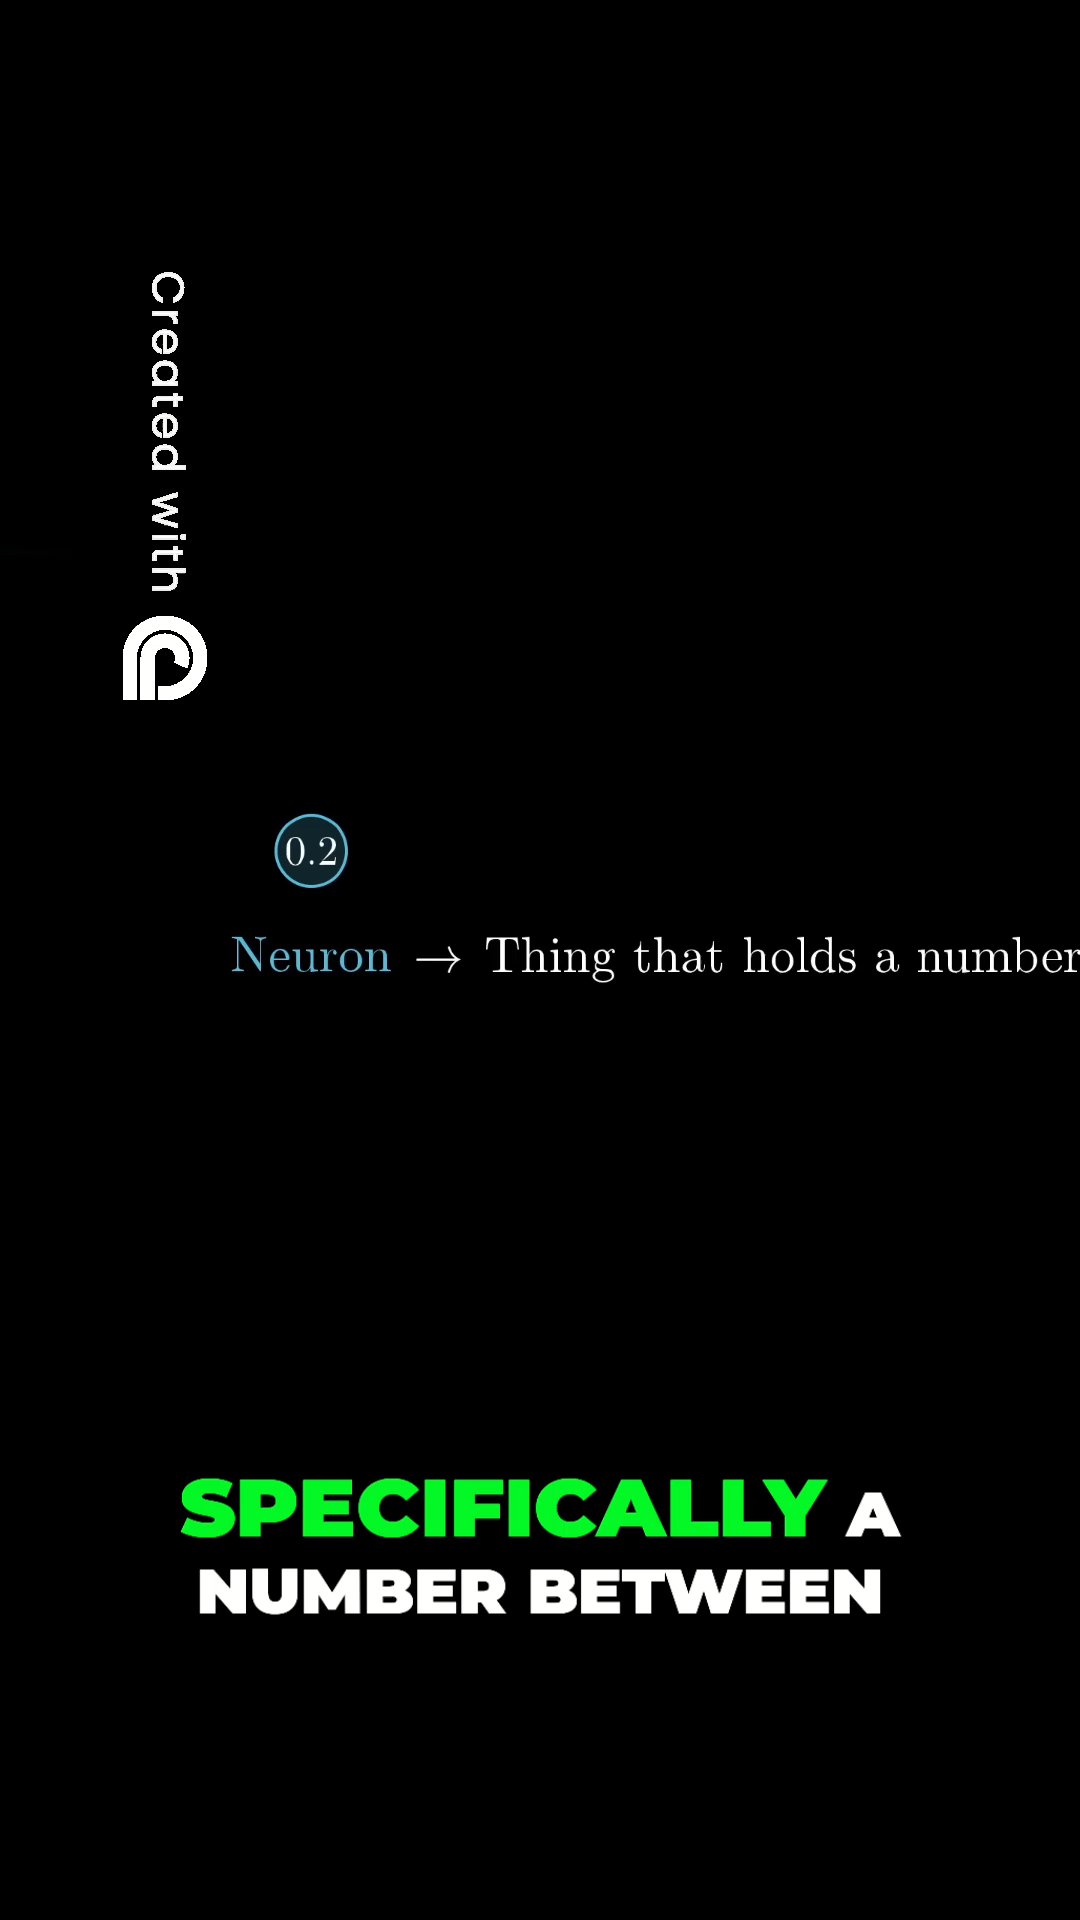 Created with
0.2
Neuron → Thing that holds a number
SPECIFICALLY A
NUMBER BETWEEN